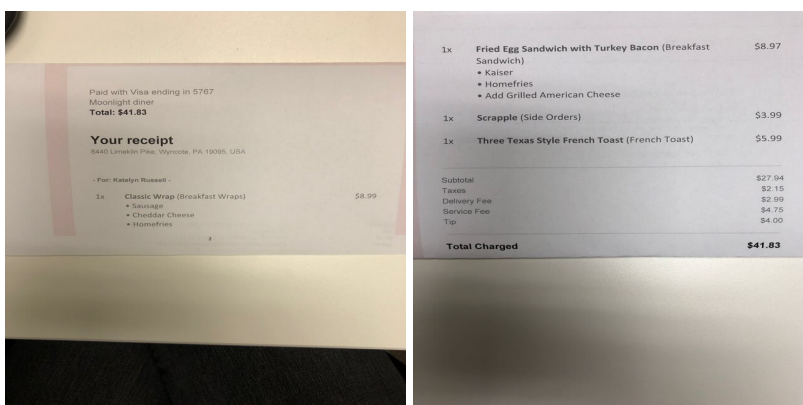 Paid with Visa ending in 5767
Moonlight diner
Total: $41.83
Your receipt
8440 Limekiln Pike, Wyncote, PA 19095, USA
- For: Katelyn Russell -
1x Classic Wrap (Breakfast Wraps) $8.99
• Sausage
• Cheddar Cheese
• Homefries
1x Fried Egg Sandwich with Turkey Bacon (Breakfast $8.97
Sandwich)
• Kaiser
• Homefries
• Add Grilled American Cheese
1x Scrapple (Side Orders) $3.99
1x Three Texas Style French Toast (French Toast) $5.99
Subtotal $27.94
Taxes $2.15
Delivery Fee $2.99
Service Fee $4.75
Tip $4.00
Total Charged $41.83